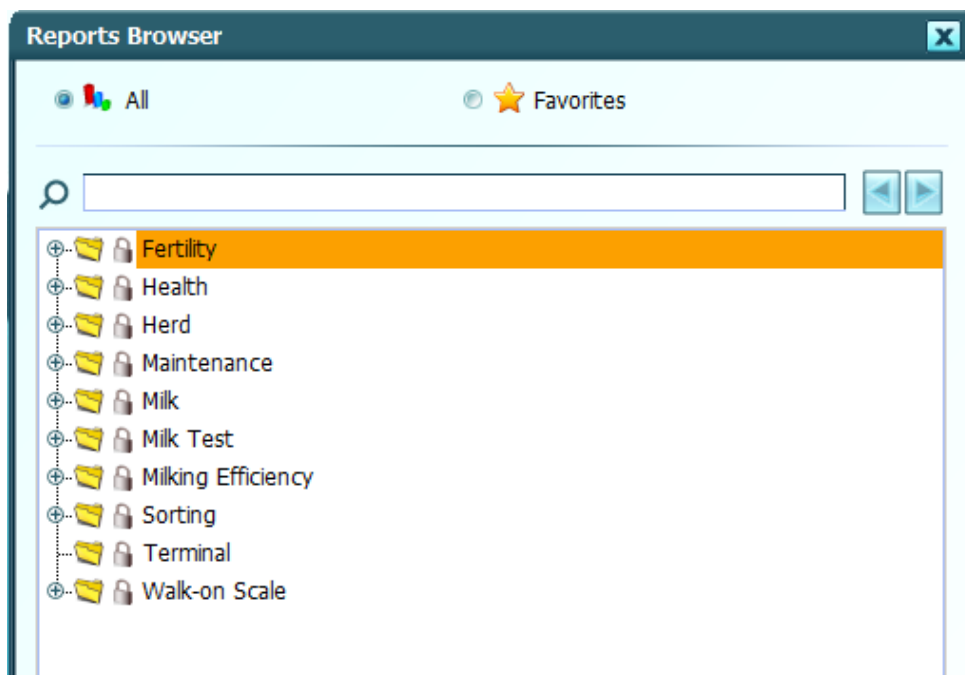 Reports Browser
All Favorites
Fertility
Health
Herd
Maintenance
Milk
Milk Test
Milking Efficiency
Sorting
Terminal
Walk-on Scale